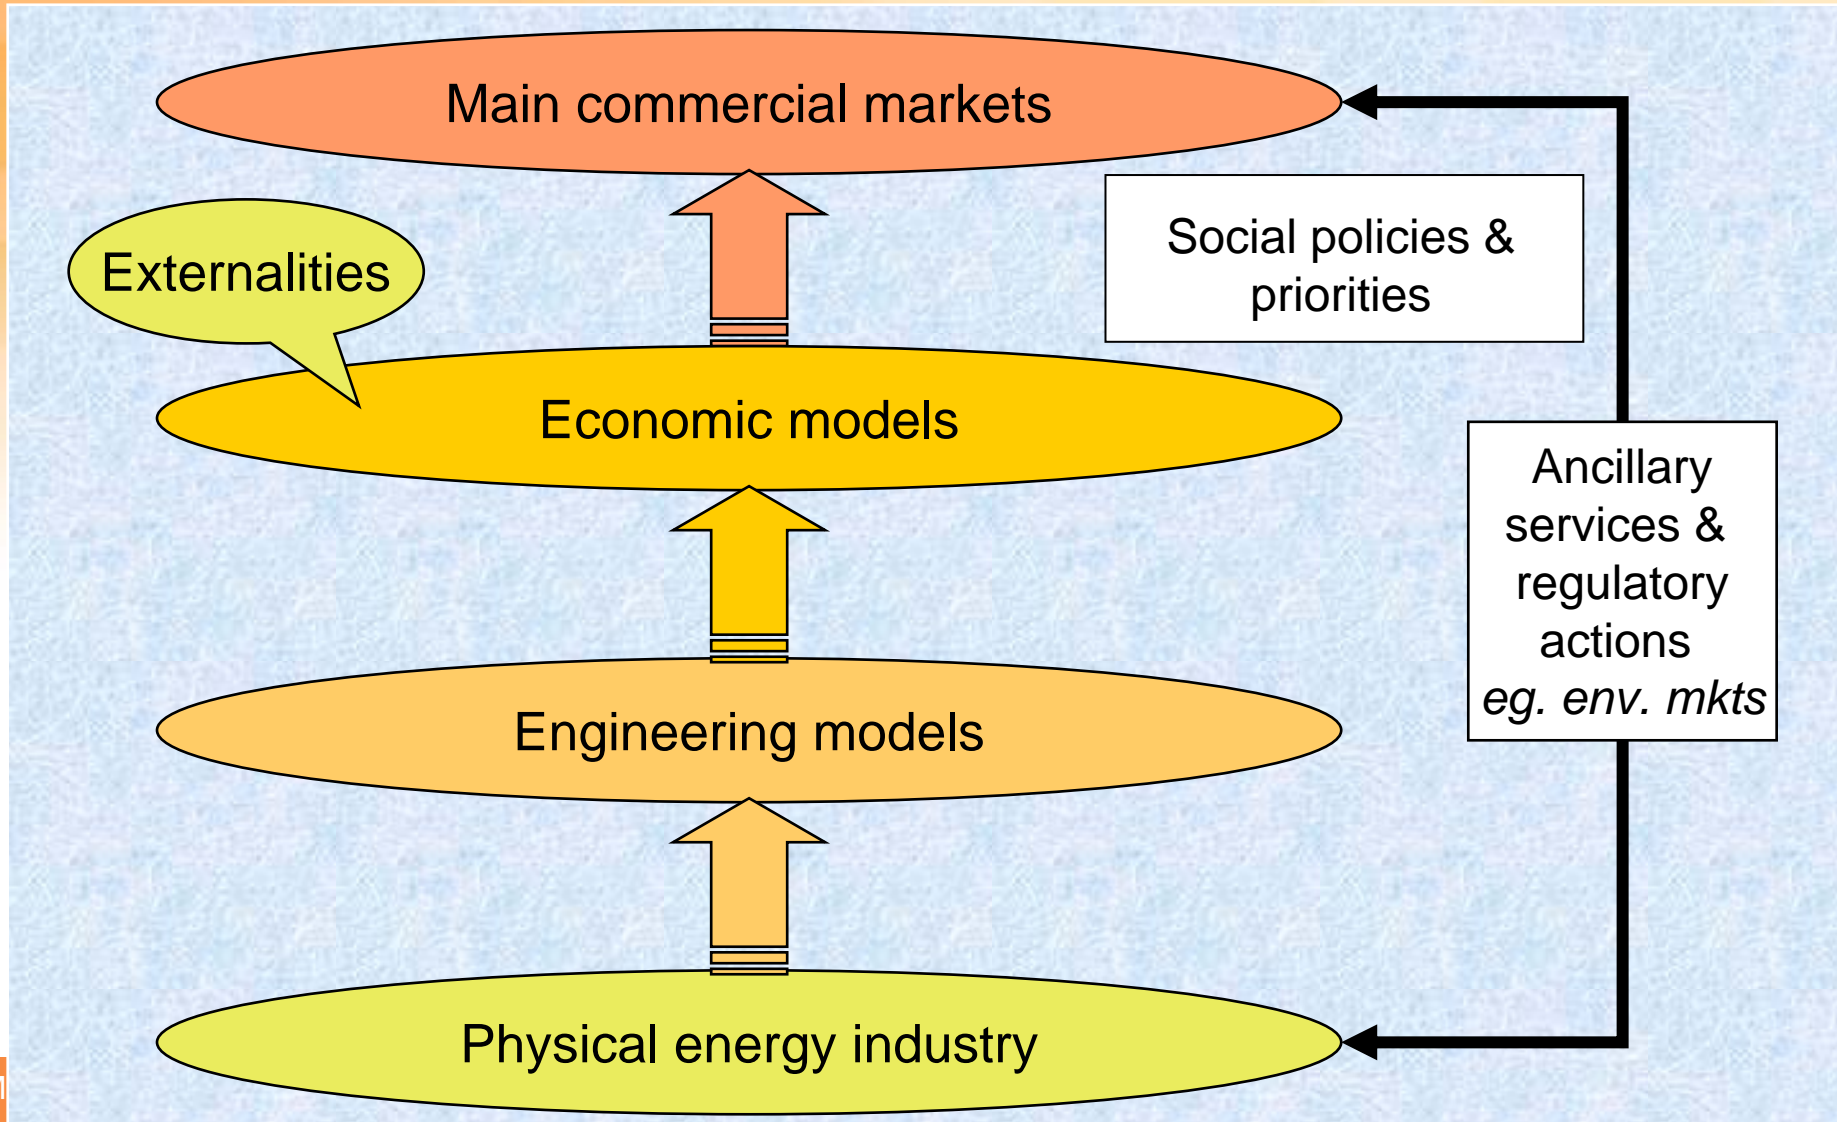 Main commercial markets
Social policies &
priorities
Externalities
Economic models
Ancillary
services &
regulatory
actions
eg. env. mkts
Engineering models
Physical energy industry